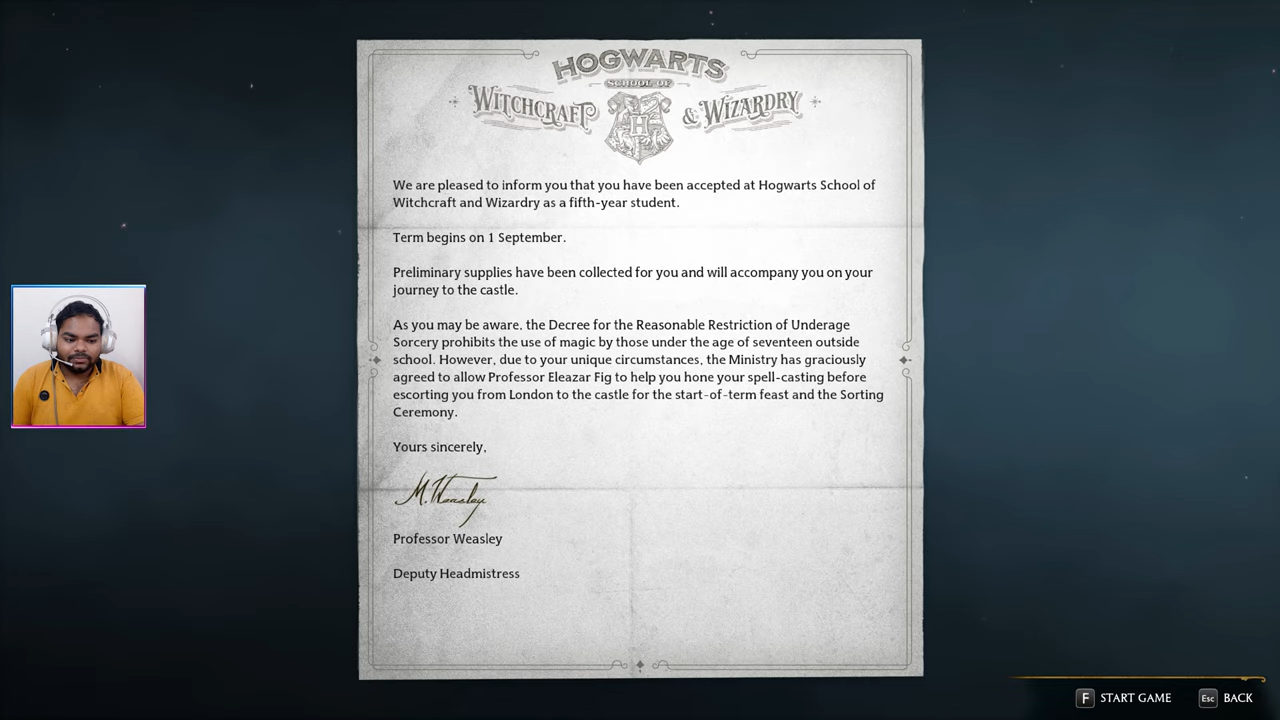 HOGWARTS
SCHOOL OF
WITCHCRAFT & WIZARDRY
H
We are pleased to inform you that you have been accepted at Hogwarts School of
Witchcraft and Wizardry as a fifth-year student.
Term begins on 1 September.
Preliminary supplies have been collected for you and will accompany you on your
journey to the castle.
As you may be aware, the Decree for the Reasonable Restriction of Underage
Sorcery prohibits the use of magic by those under the age of seventeen outside
school. However, due to your unique circumstances, the Ministry has graciously
agreed to allow Professor Eleazar Fig to help you hone your spell-casting before
escorting you from London to the castle for the start-of-term feast and the Sorting
Ceremony.
Yours sincerely,
M. Weasley
Professor Weasley
Deputy Headmistress
F START GAME Esc BACK